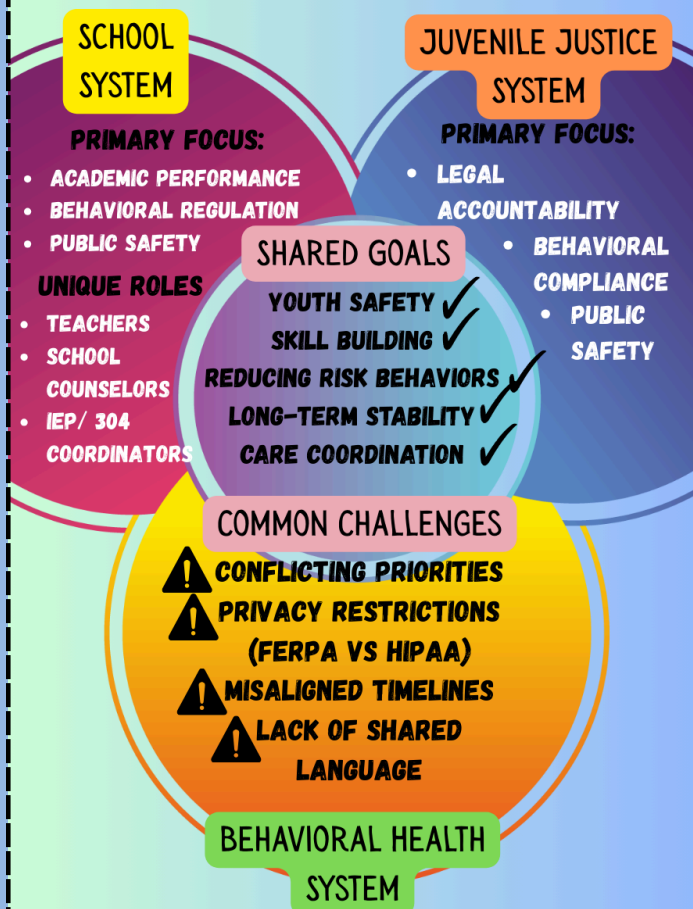 SCHOOL
SYSTEM
PRIMARY FOCUS:
• ACADEMIC PERFORMANCE
• BEHAVIORAL REGULATION
• PUBLIC SAFETY
UNIQUE ROLES
• TEACHERS
• SCHOOL
COUNSELORS
• IEP/ 304
COORDINATORS
JUVENILE JUSTICE
SYSTEM
PRIMARY FOCUS:
• LEGAL
ACCOUNTABILITY
• BEHAVIORAL
COMPLIANCE
• PUBLIC
SAFETY
SHARED GOALS
YOUTH SAFETY ✓
SKILL BUILDING ✓
REDUCING RISK BEHAVIORS ✓
LONG-TERM STABILITY ✓
CARE COORDINATION ✓
COMMON CHALLENGES
CONFLICTING PRIORITIES
PRIVACY RESTRICTIONS
(FERPA VS HIPAA)
MISALIGNED TIMELINES
LACK OF SHARED
LANGUAGE
BEHAVIORAL HEALTH
SYSTEM